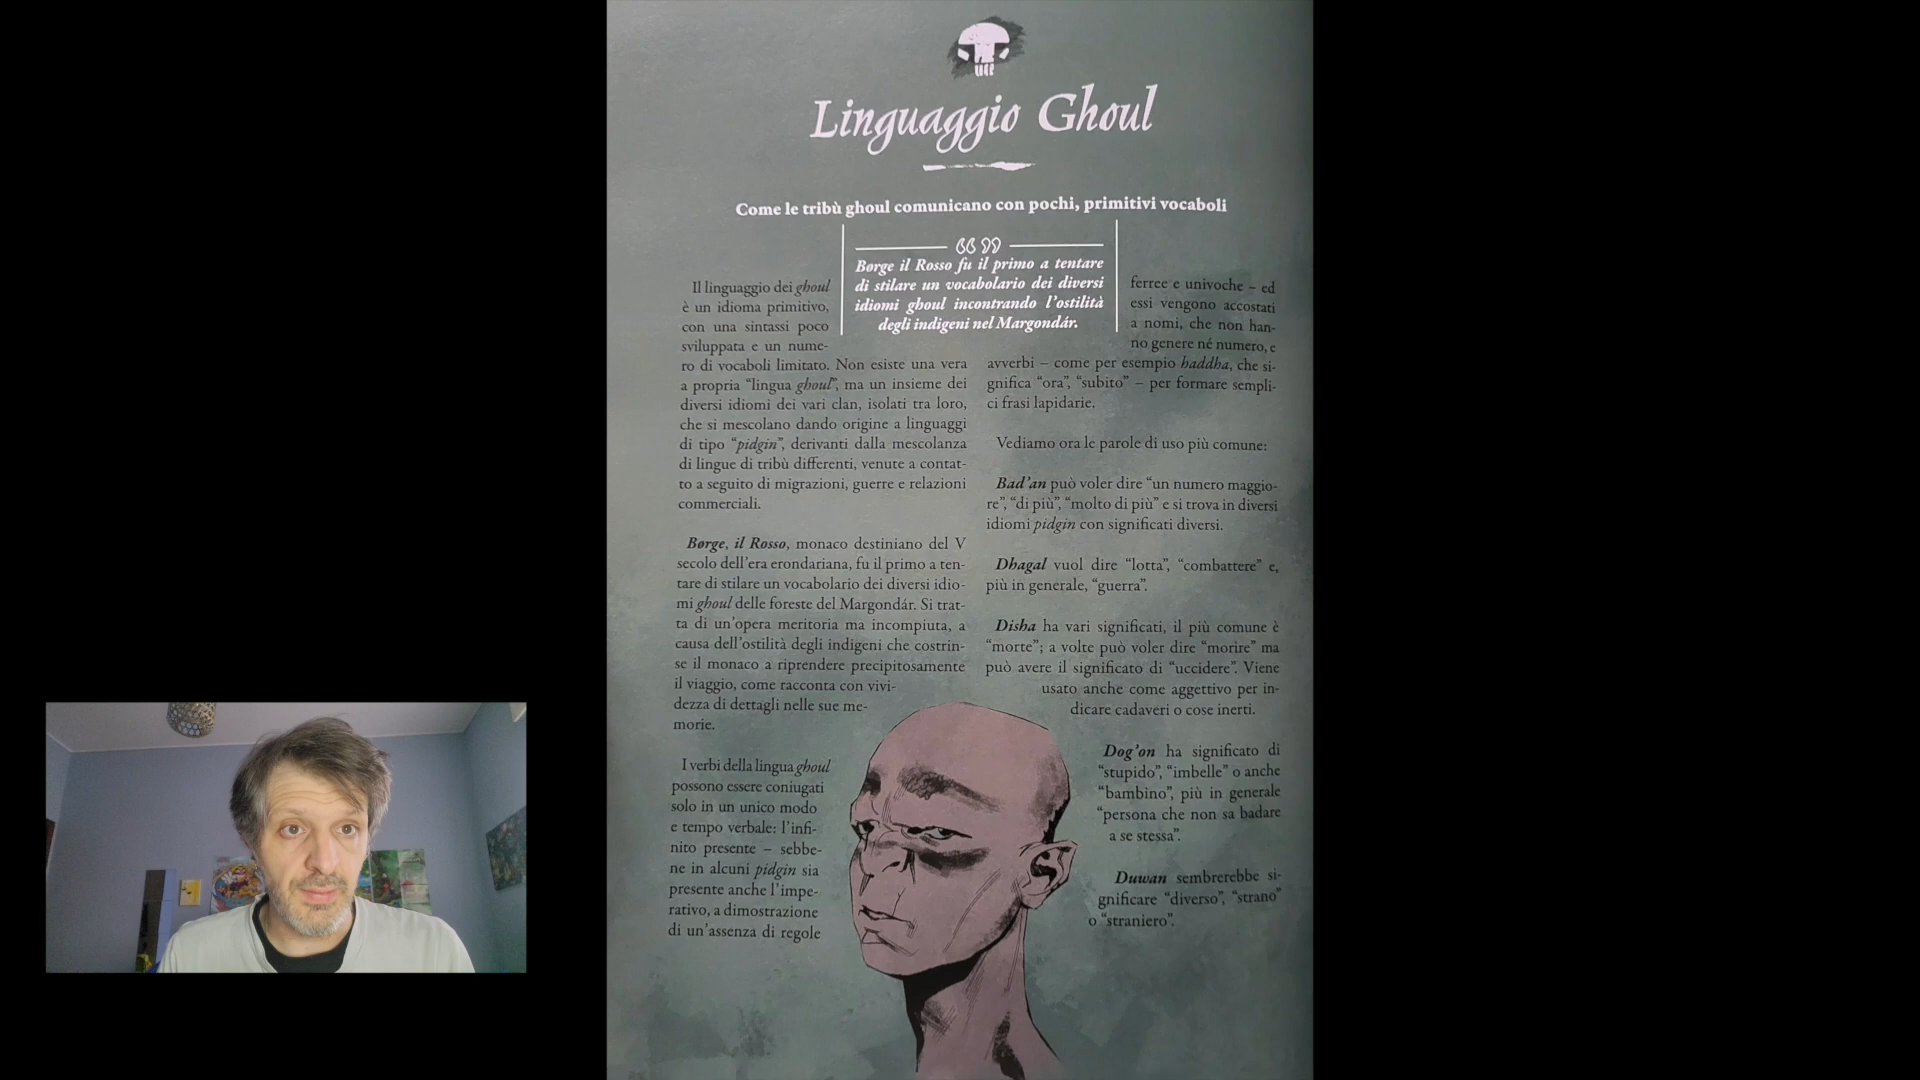 Linguaggio Ghoul
Come le tribù ghoul comunicano con pochi, primitivi vocaboli
Børge il Rosso fu il primo a tentare
di stilare un vocabolario dei diversi
idiomi ghoul incontrando l'ostilità
degli indigeni nel Margondár.
Il linguaggio dei ghoul
è un idioma primitivo,
con una sintassi poco
sviluppata e un nume-
ro di vocaboli limitato. Non esiste una vera
a propria “lingua ghoul”, ma un insieme dei
diversi idiomi dei vari clan, isolati tra loro,
che si mescolano dando origine a linguaggi
di tipo “pidgin”, derivanti dalla mescolanza
di lingue di tribù differenti, venute a contat-
to a seguito di migrazioni, guerre e relazioni
commerciali.
Børge, il Rosso, monaco destiniano del V
secolo dell'era erondariana, fu il primo a ten-
tare di stilare un vocabolario dei diversi idio-
mi ghoul delle foreste del Margondár. Si trat-
ta di un'opera meritoria ma incompiuta, a
causa dell'ostilità degli indigeni che costrin-
se il monaco a riprendere precipitosamente
il viaggio, come racconta con vivi-
dezza di dettagli nelle sue me-
morie.
I verbi della lingua ghoul
possono essere coniugati
solo in un unico modo
e tempo verbale: l'infi-
nito presente – sebbe-
ne in alcuni pidgin sia
presente anche l'impe-
rativo, a dimostrazione
di un'assenza di regole
ferree e univoche – ed
essi vengono accostati
a nomi, che non han-
no genere né numero, e
avverbi – come per esempio haddha, che si-
gnifica “ora”, “subito” – per formare sempli-
ci frasi lapidarie.
Vediamo ora le parole di uso più comune:
Bad'an può voler dire “un numero maggio-
re”, “di più”, “molto di più” e si trova in diversi
idiomi pidgin con significati diversi.
Dhagal vuol dire “lotta”, “combattere” e,
più in generale, “guerra”.
Disha ha vari significati, il più comune è
“morte”; a volte può voler dire “morire” ma
può avere il significato di “uccidere”. Viene
usato anche come aggettivo per in-
dicare cadaveri o cose inerti.
Dog'on ha significato di
“stupido”, “imbelle” o anche
“bambino”, più in generale
“persona che non sa badare
a se stessa”.
Duwan sembrerebbe si-
gnificare “diverso”, “strano”
o “straniero”.